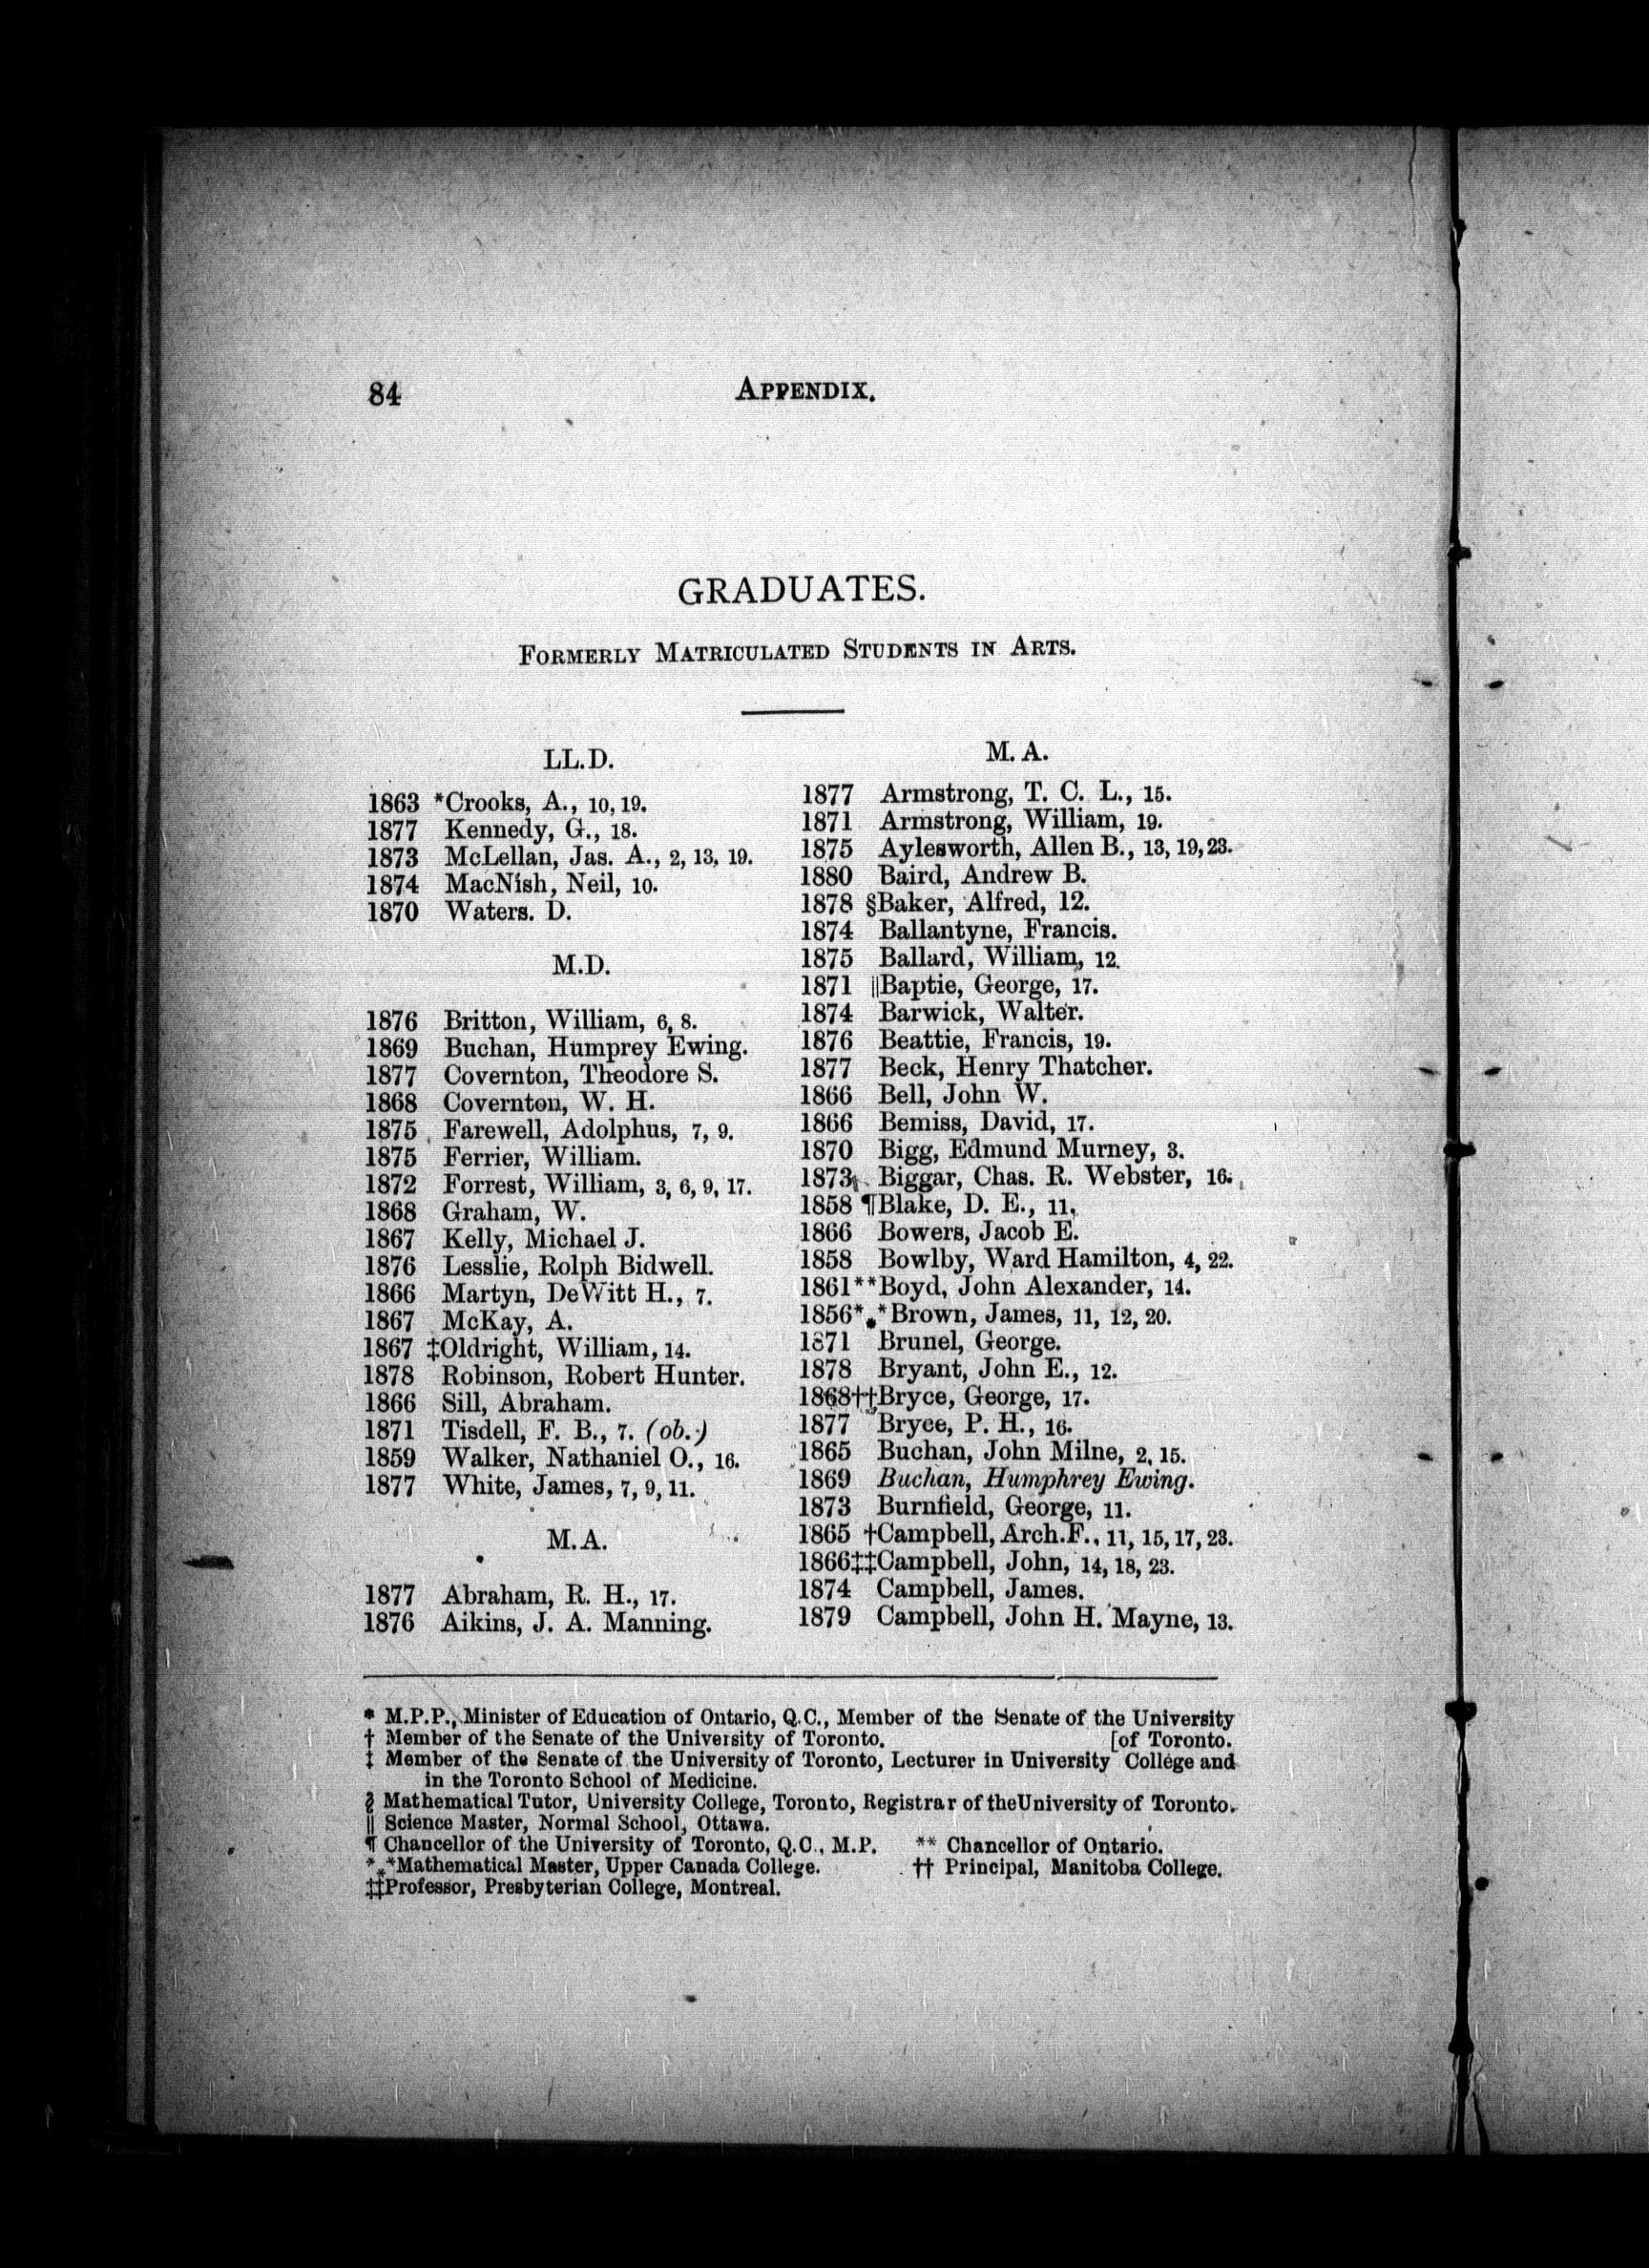 84
APPENDIX.
GRADUATES.
FORMERLY MATRICULATED STUDENTS IN ARTS.
LL.D.
1863 *Crooks, A., 10, 19.
1877 Kennedy, G., 18.
1873 McLellan, Jas. A., 2, 13, 19.
1874 MacNish, Neil, 10.
1870 Waters. D.
M.D.
1876 Britton, William, 6, 8.
1869 Buchan, Humprey Ewing.
1877 Covernton, Theodore S.
1868 Covernton, W. H.
1875 Farewell, Adolphus, 7, 9.
1875 Ferrier, William.
1872 Forrest, William, 3, 6, 9, 17.
1868 Graham, W.
1867 Kelly, Michael J.
1876 Lesslie, Rolph Bidwell.
1866 Martyn, DeWitt H., 7.
1867 McKay, A.
1867 ‡Oldright, William, 14.
1878 Robinson, Robert Hunter.
1866 Sill, Abraham.
1871 Tisdell, F. B., 7. (ob.)
1859 Walker, Nathaniel O., 16.
1877 White, James, 7, 9, 11.
M.A.
1877 Abraham, R. H., 17.
1876 Aikins, J. A. Manning.
M. A.
1877 Armstrong, T. C. L., 15.
1871 Armstrong, William, 19.
1875 Aylesworth, Allen B., 13, 19, 23.
1880 Baird, Andrew B.
1878 §Baker, Alfred, 12.
1874 Ballantyne, Francis.
1875 Ballard, William, 12.
1871 ||Baptie, George, 17.
1874 Barwick, Walter.
1876 Beattie, Francis, 19.
1877 Beck, Henry Thatcher.
1866 Bell, John W.
1866 Bemiss, David, 17.
1870 Bigg, Edmund Murney, 3.
1873 Biggar, Chas. R. Webster, 16.
1858 ¶Blake, D. E., 11.
1866 Bowers, Jacob E.
1858 Bowlby, Ward Hamilton, 4, 22.
1861**Boyd, John Alexander, 14.
1856*⁎*Brown, James, 11, 12, 20.
1871 Brunel, George.
1878 Bryant, John E., 12.
1868††Bryce, George, 17.
1877 Bryce, P. H., 16.
1865 Buchan, John Milne, 2, 15.
1869 Buchan, Humphrey Ewing.
1873 Burnfield, George, 11.
1865 †Campbell, Arch. F., 11, 15, 17, 23.
1866‡‡Campbell, John, 14, 18, 23.
1874 Campbell, James.
1879 Campbell, John H. Mayne, 13.
* M.P.P., Minister of Education of Ontario, Q.C., Member of the Senate of the University
† Member of the Senate of the University of Toronto. [of Toronto.
‡ Member of the Senate of the University of Toronto, Lecturer in University College and
in the Toronto School of Medicine.
§ Mathematical Tutor, University College, Toronto, Registrar of theUniversity of Toronto.
|| Science Master, Normal School, Ottawa.
¶ Chancellor of the University of Toronto, Q.C., M.P. ** Chancellor of Ontario.
*⁎*Mathematical Master, Upper Canada College. †† Principal, Manitoba College.
‡‡Professor, Presbyterian College, Montreal.